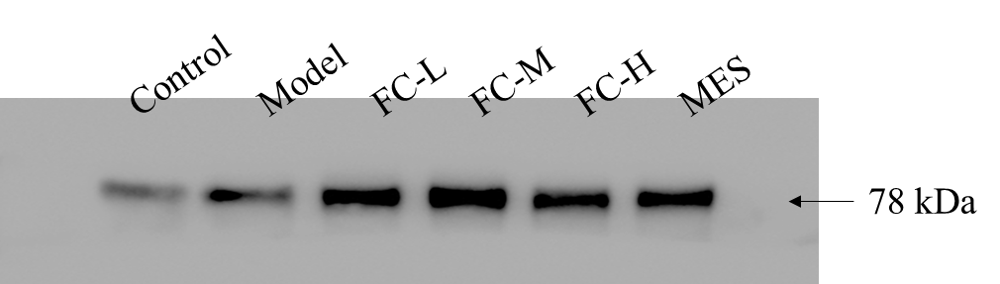 Control
Model
FC-L
FC-M
FC-H
MES
78 kDa